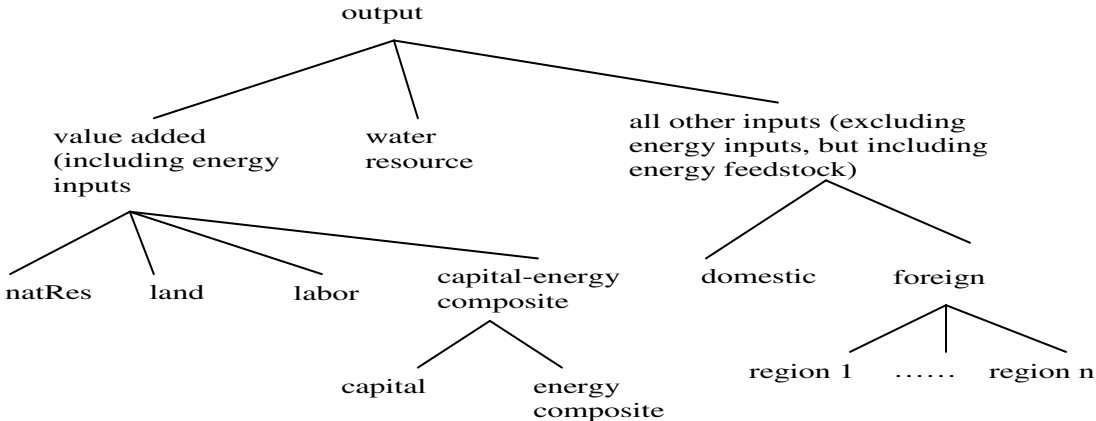 output
value added
(including energy
inputs
water
resource
all other inputs (excluding
energy inputs, but including
energy feedstock)
natRes
land
labor
capital-energy
composite
domestic
foreign
capital
energy
composite
region 1
......
region n